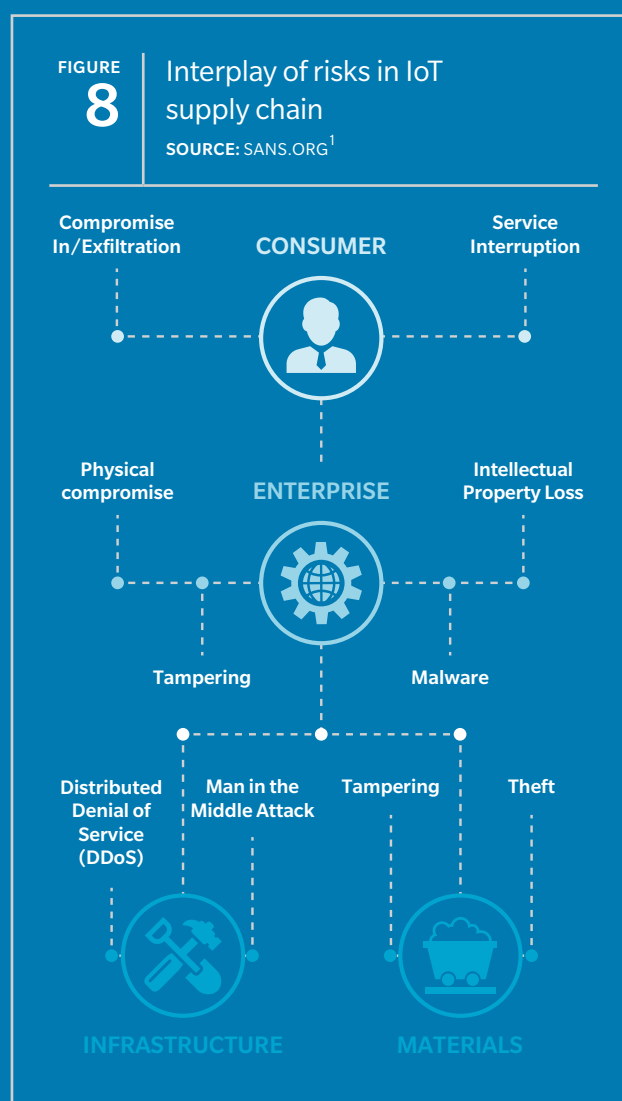 FIGURE
8
Interplay of risks in IoT
supply chain
SOURCE: SANS.ORG1
Compromise
In/Exfiltration
CONSUMER
Service
Interruption
Physical
compromise
ENTERPRISE
Intellectual
Property Loss
Tampering
Malware
Distributed
Denial of
Service
(DDoS)
Man in the
Middle Attack
Tampering
Theft
INFRASTRUCTURE
MATERIALS